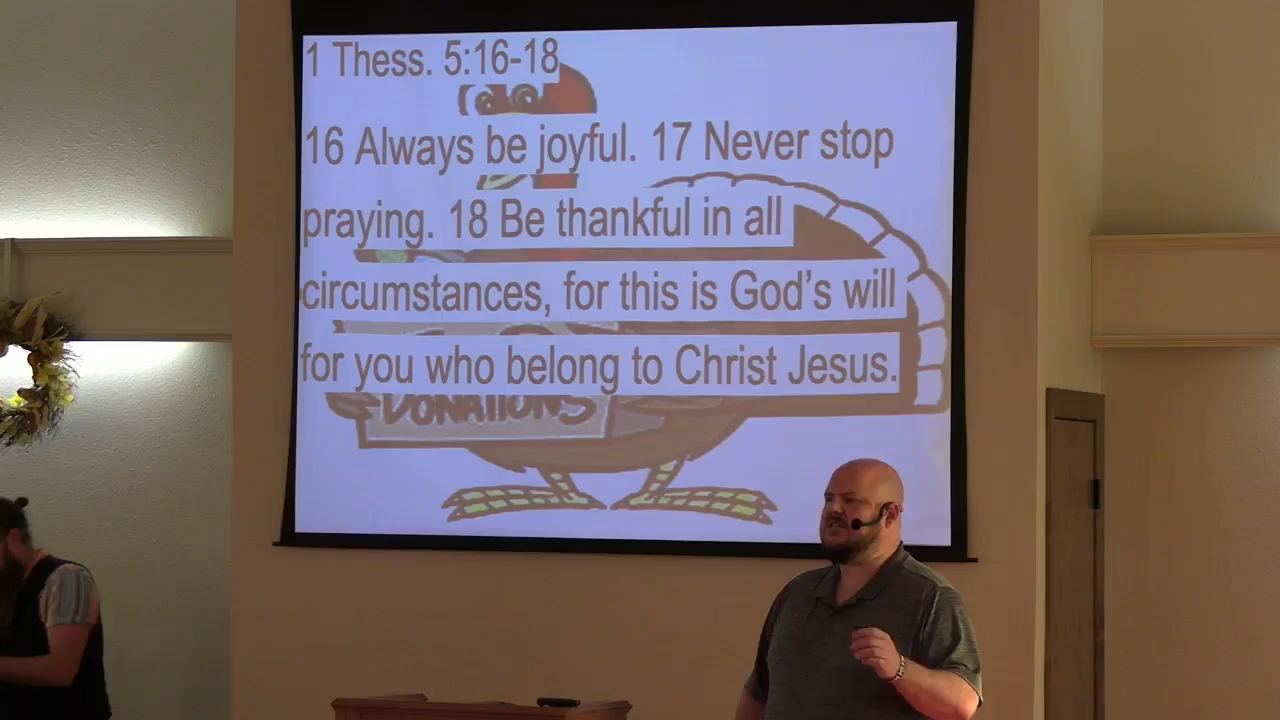 1 Thess. 5:16-18
16 Always be joyful. 17 Never stop
praying. 18 Be thankful in all
circumstances, for this is God’s will
for you who belong to Christ Jesus.
DONATIONS